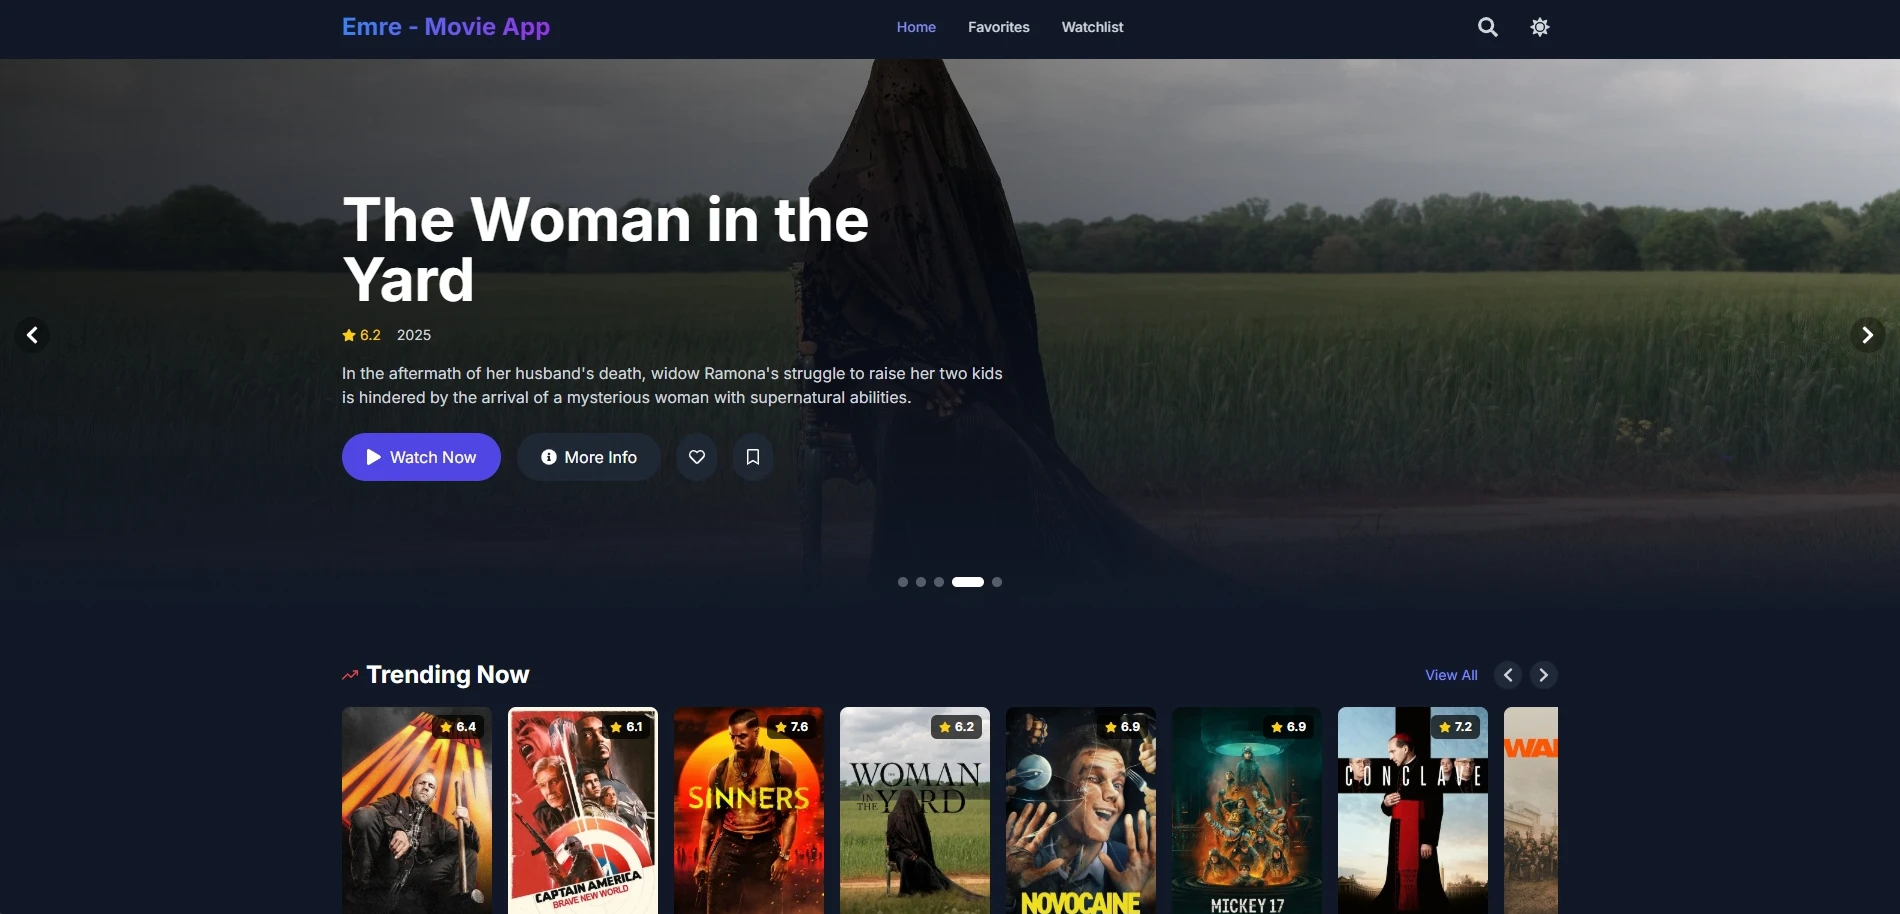 Emre - Movie App
Home
Favorites
Watchlist
The Woman in the
Yard
6.2
2025
In the aftermath of her husband's death, widow Ramona's struggle to raise her two kids
is hindered by the arrival of a mysterious woman with supernatural abilities.
Watch Now
More Info
Trending Now
View All
6.4
MAN
6.1
CAPTAIN AMERICA
BRAVE NEW WORLD
7.6
SINNERS
6.2
THE
WOMAN
IN
THE YARD
6.9
NOVOCAINE
6.9
MICKEY 17
7.2
CONCLAVE
WA